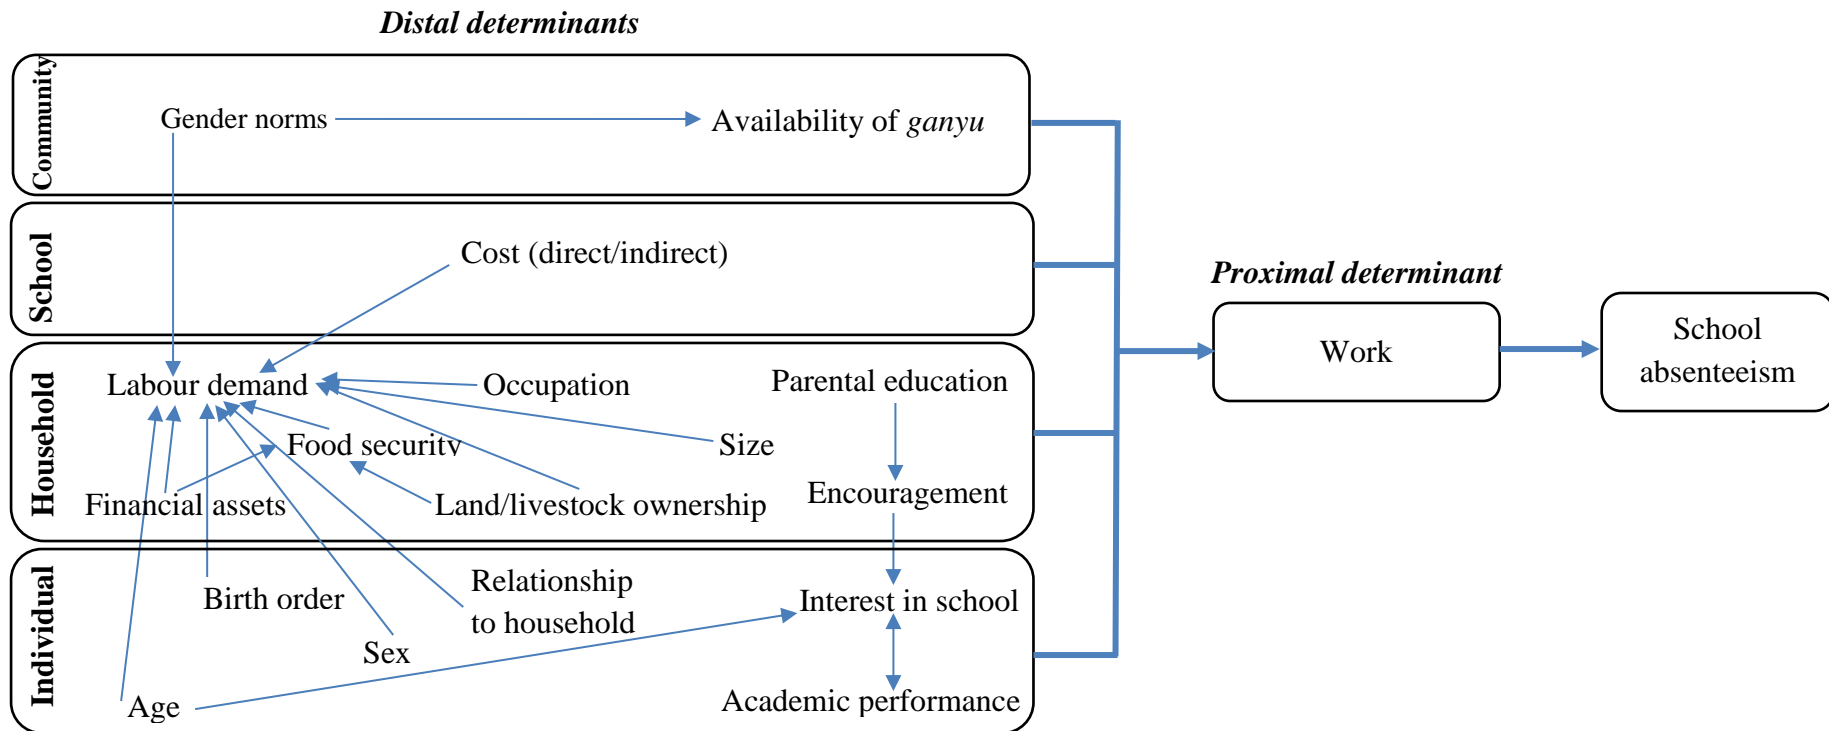 Distal determinants
Community
Gender norms
Availability of ganyu
School
Cost (direct/indirect)
Proximal determinant
Work
School
absenteeism
Household
Labour demand
Occupation
Parental education
Food security
Size
Financial assets
Land/livestock ownership
Encouragement
Individual
Birth order
Relationship
to household
Interest in school
Sex
Age
Academic performance